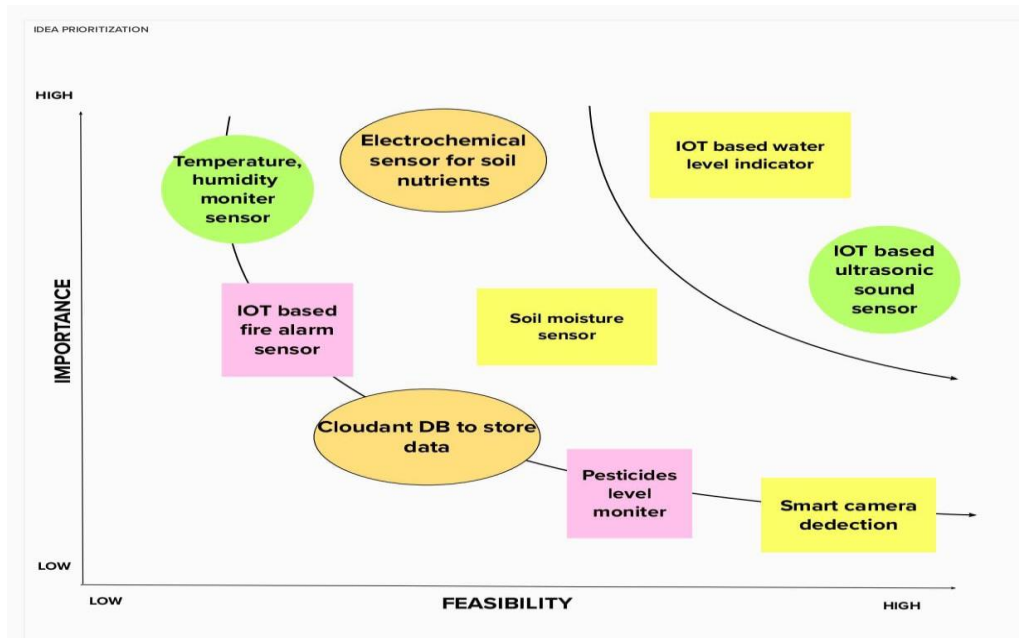 IDEA PRIORITIZATION
HIGH
Electrochemical
sensor for soil
nutrients
IOT based water
level indicator
Temperature,
humidity
moniter
sensor
IOT based
ultrasonic
sound
sensor
IOT based
fire alarm
sensor
Soil moisture
sensor
IMPORTANCE
Cloudant DB to store
data
Pesticides
level
moniter
Smart camera
dedection
LOW
LOW
FEASIBILITY
HIGH